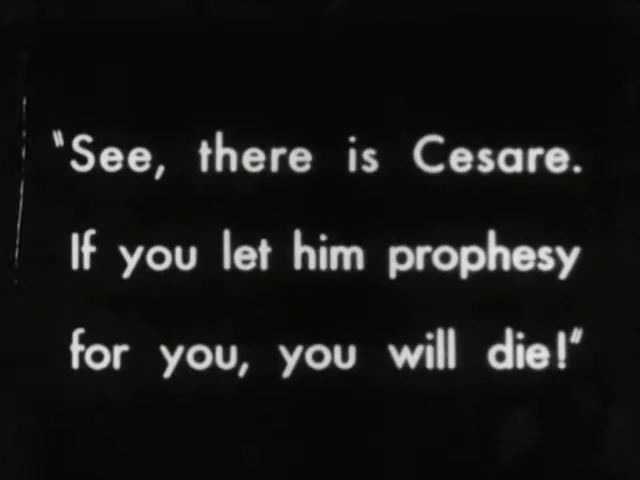 "See, there is Cesare.
If you let him prophesy
for you, you will die!"